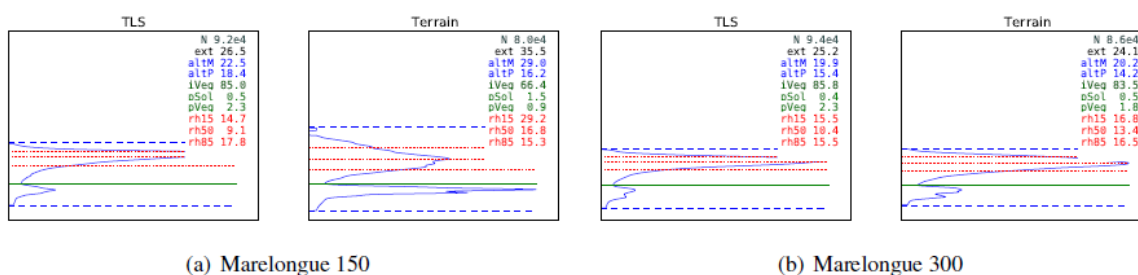 TLS
N 9.2e4
ext 26.5
altM 22.5
altP 18.4
iVeg 85.0
pSol 0.5
pVeg 2.3
rh15 14.7
rh50 9.1
rh85 17.8
Terrain
N 8.0e4
ext 35.5
altM 29.0
altP 16.2
iVeg 66.4
pSol 1.5
pVeg 0.9
rh15 29.2
rh50 16.8
rh85 15.3
(a) Marelongue 150
TLS
N 9.4e4
ext 25.2
altM 19.9
altP 15.4
iVeg 85.8
pSol 0.4
pVeg 2.3
rh15 15.5
rh50 10.4
rh85 15.5
Terrain
N 8.6e4
ext 24.1
altM 20.2
altP 14.2
iVeg 83.5
pSol 0.5
pVeg 1.8
rh15 16.8
rh50 13.4
rh85 16.5
(b) Marelongue 300